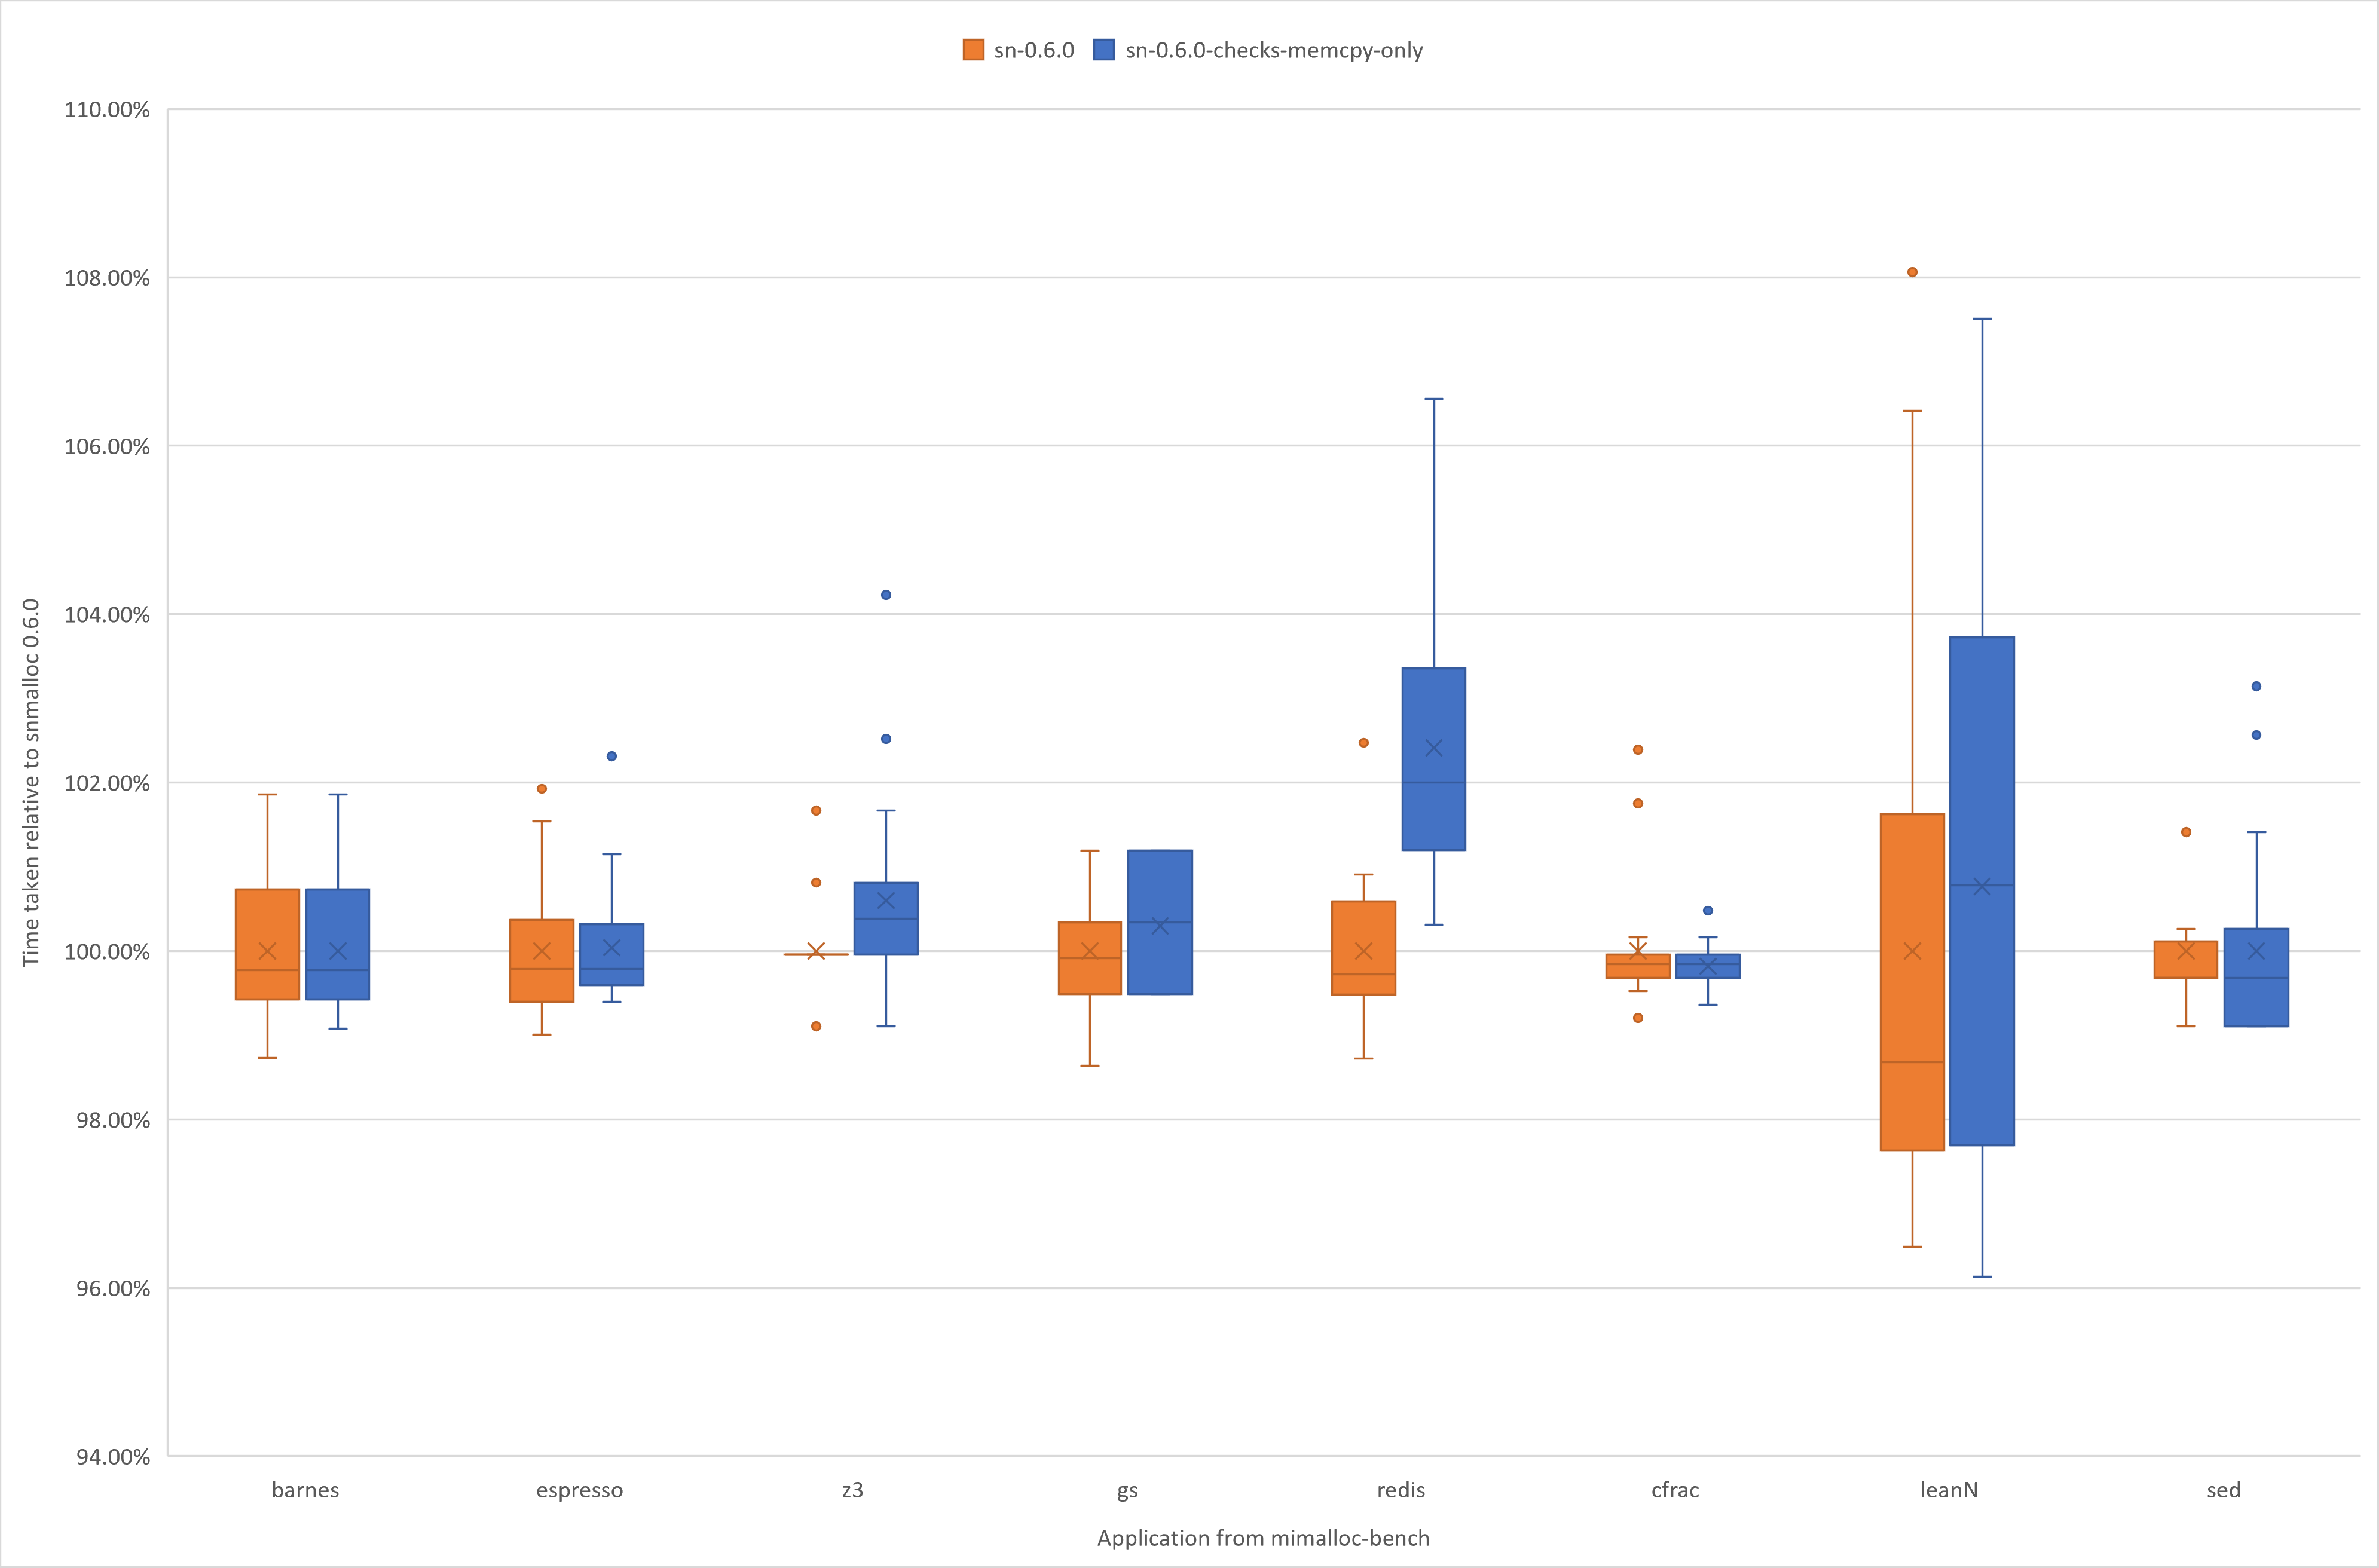 sn-0.6.0 sn-0.6.0-checks-memcpy-only
Time taken relative to snmalloc 0.6.0
110.00%
108.00%
106.00%
104.00%
102.00%
100.00%
98.00%
96.00%
94.00%
barnes espresso z3 gs redis cfrac leanN sed
Application from mimalloc-bench